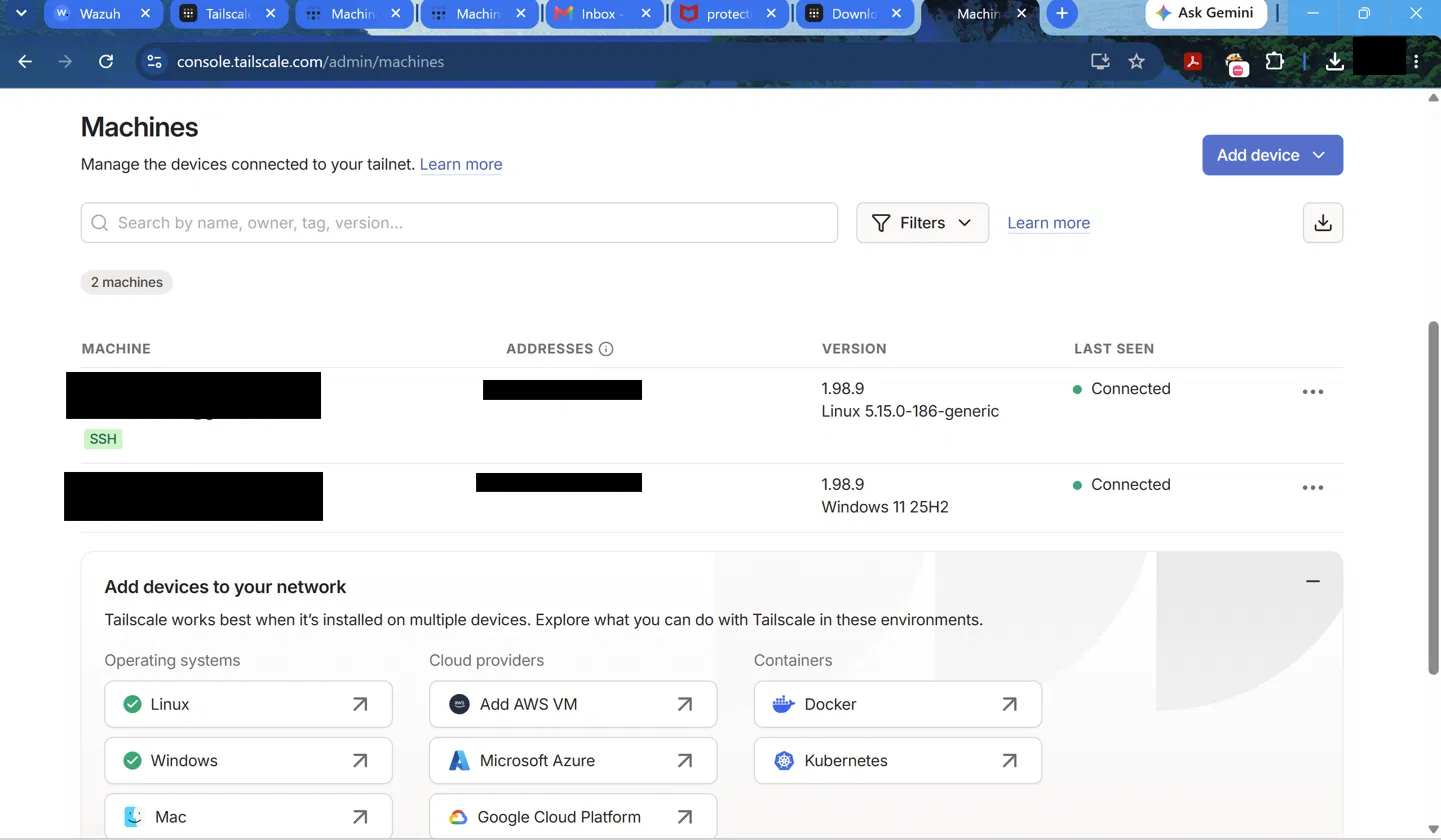 Wazuh
Tailscal
Machin
Machin
Inbox -
protect
Downlo
Machin
Ask Gemini
console.tailscale.com/admin/machines
Machines
Manage the devices connected to your tailnet. Learn more
Add device
Search by name, owner, tag, version...
Filters
Learn more
2 machines
MACHINE ADDRESSES VERSION LAST SEEN
1.98.9 Connected
Linux 5.15.0-186-generic
SSH
1.98.9 Connected
Windows 11 25H2
Add devices to your network
Tailscale works best when it’s installed on multiple devices. Explore what you can do with Tailscale in these environments.
Operating systems Cloud providers Containers
Linux Add AWS VM Docker
Windows Microsoft Azure Kubernetes
Mac Google Cloud Platform